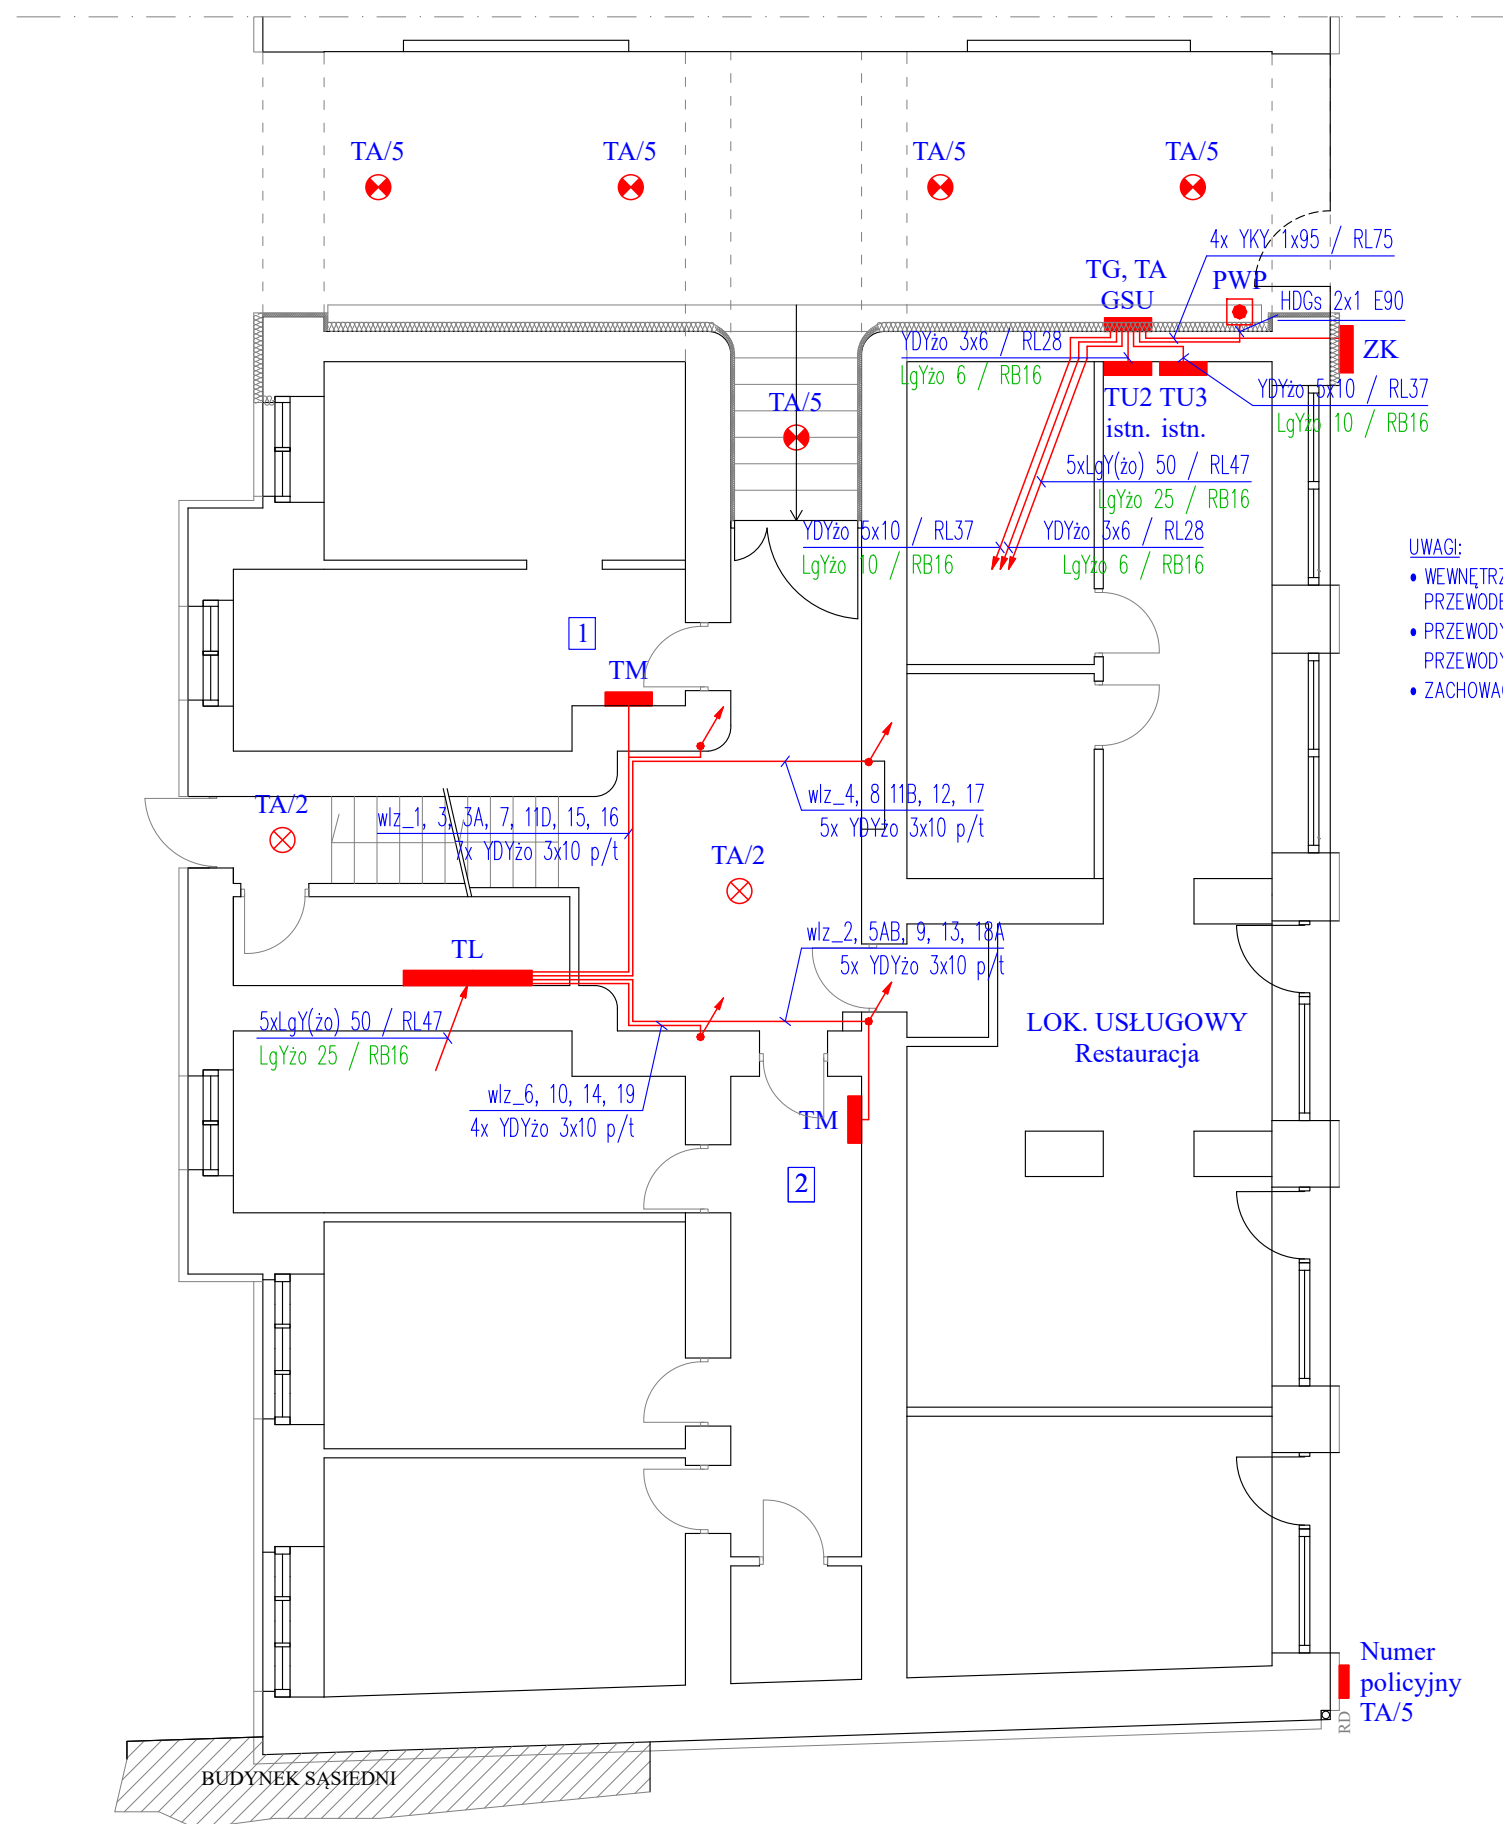 TA/5
TA/5
TA/5
TA/5
4x YKY 1x95 / RL75
TG, TA
GSU
PWP
HDGs 2x1 E90
YDYżo 3x6 / RL28
LgYżo 6 / RB16
ZK
TA/5
TU2 TU3
istn. istn.
YDYżo 5x10 / RL37
LgYżo 10 / RB16
5xLgY(żo) 50 / RL47
LgYżo 25 / RB16
YDYżo 5x10 / RL37
LgYżo 10 / RB16
YDYżo 3x6 / RL28
LgYżo 6 / RB16
UWAGI:
• WEWNĘTRZ
PRZEWODE
• PRZEWODY
PRZEWODY
• ZACHOWAĆ
1
TM
TA/2
wlz_1, 3, 3A, 7, 11D, 15, 16
7x YDYżo 3x10 p/t
wlz_4, 8 11B, 12, 17
5x YDYżo 3x10 p/t
TA/2
wlz_2, 5AB, 9, 13, 18A
5x YDYżo 3x10 p/t
TL
5xLgY(żo) 50 / RL47
LgYżo 25 / RB16
LOK. USŁUGOWY
Restauracja
wlz_6, 10, 14, 19
4x YDYżo 3x10 p/t
TM
2
Numer
policyjny
TA/5
RD
BUDYNEK SĄSIEDNI